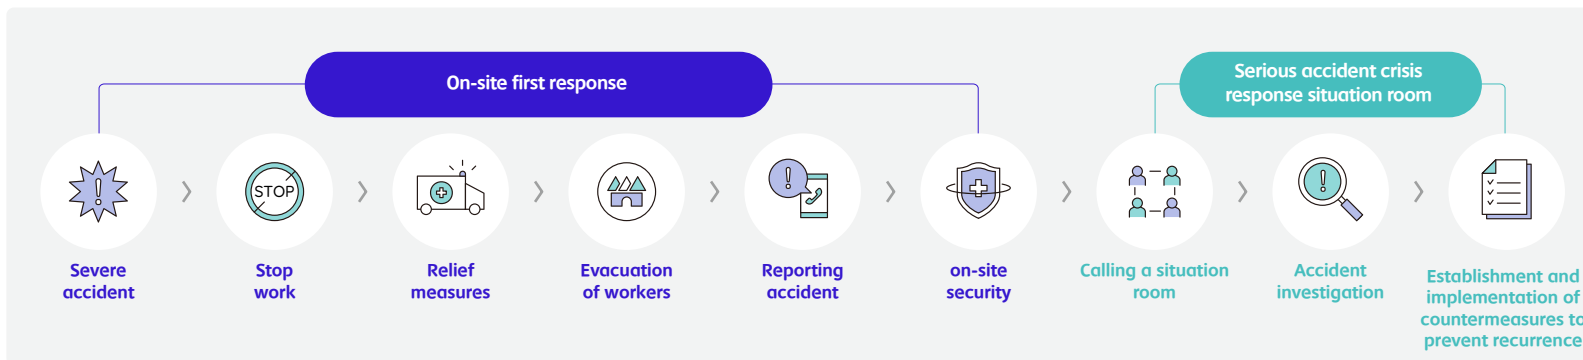 On-site first response
Serious accident crisis
response situation room
STOP
Severe
accident
Stop
work
Relief
measures
Evacuation
of workers
Reporting
accident
on-site
security
Calling a situation
room
Accident
investigation
Establishment and
implementation of
countermeasures to
prevent recurrence